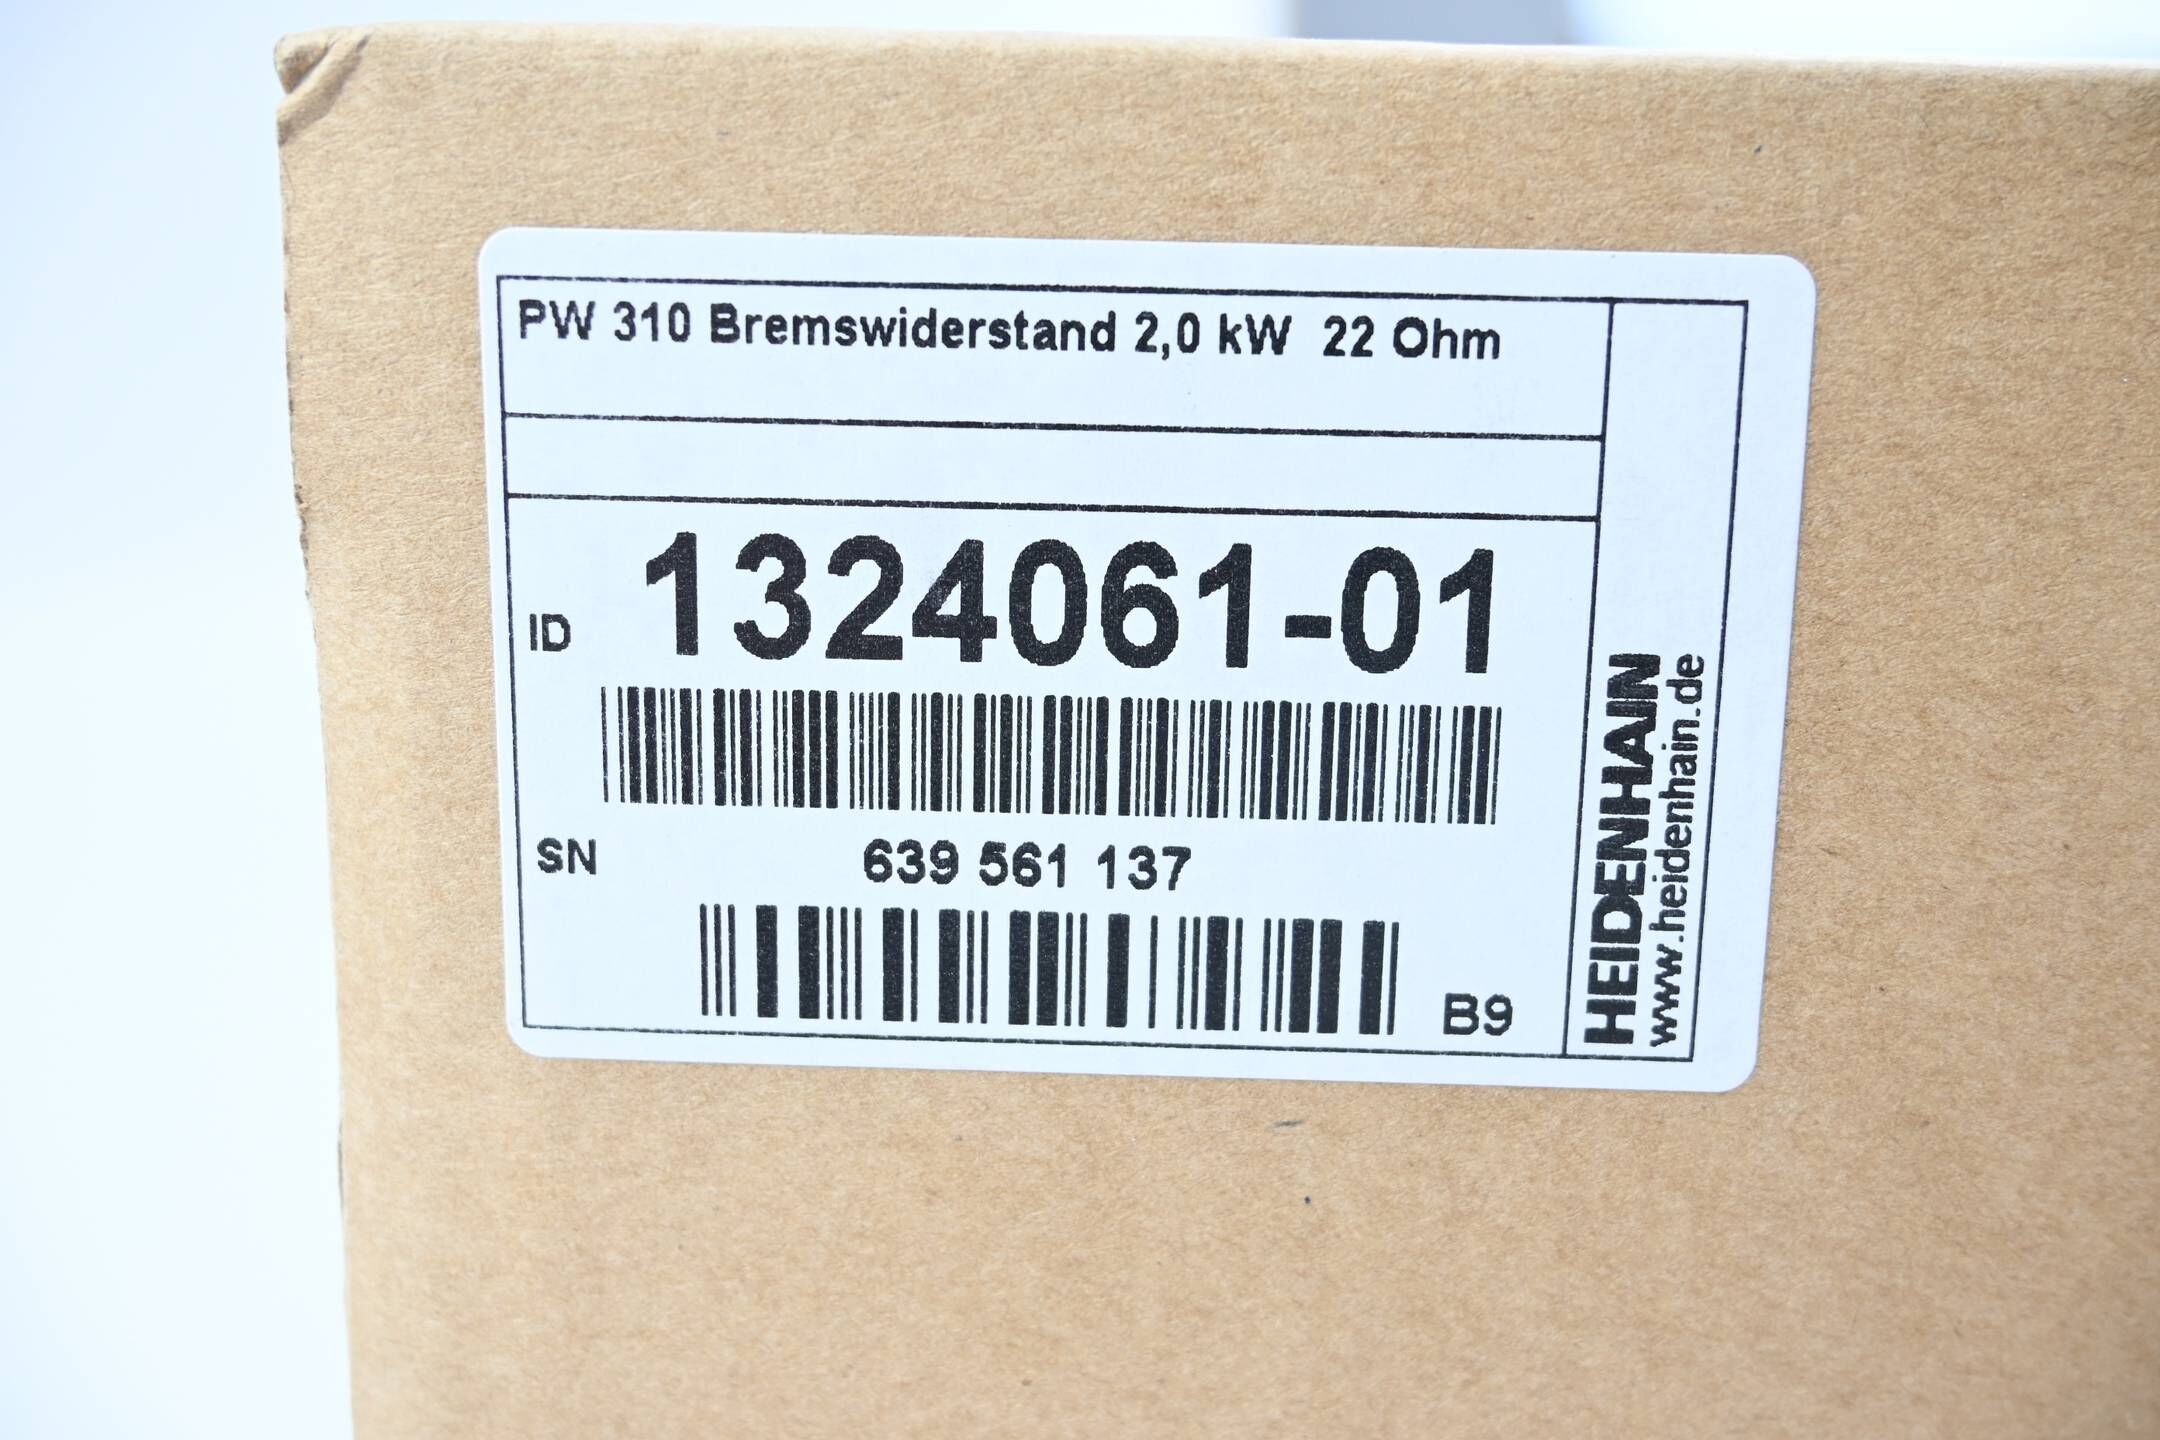 PW 310 Bremswiderstand 2,0 kW  22 Ohm
ID 1324061-01
SN 639 561 137
B9
HEIDENHAIN
www.heidenhain.de